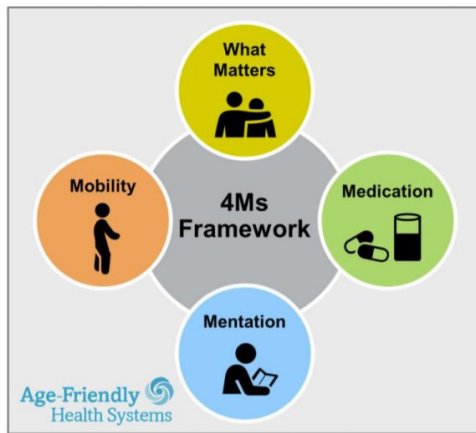 What
Matters
Mobility
4Ms
Framework
Medication
Mentation
Age-Friendly
Health Systems